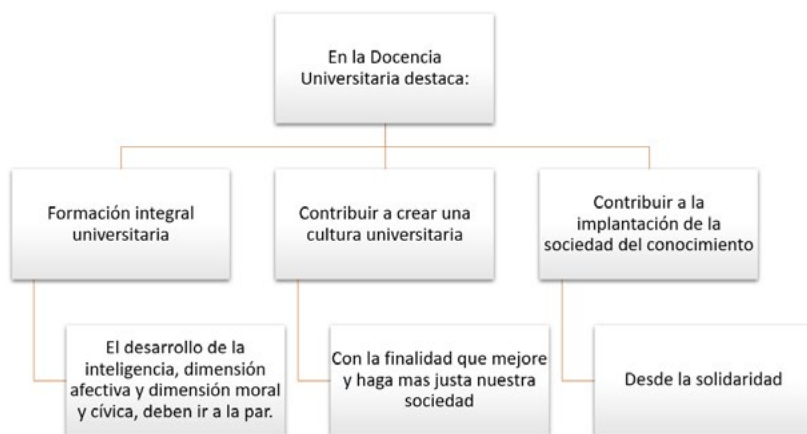 En la Docencia
Universitaria destaca:
Formación integral
universitaria
Contribuir a crear una
cultura universitaria
Contribuir a la
implantación de la
sociedad del conocimiento
El desarrollo de la
inteligencia, dimensión
afectiva y dimensión moral
y cívica, deben ir a la par.
Con la finalidad que mejore
y haga mas justa nuestra
sociedad
Desde la solidaridad